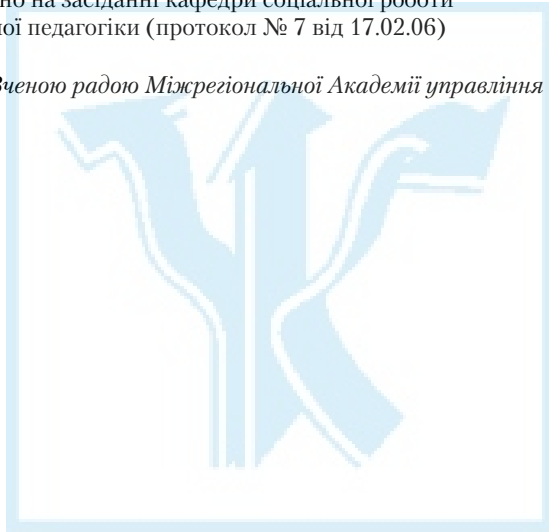 но на засіданні кафедри соціальної роботи
ної педагогіки (протокол № 7 від 17.02.06)
Вченою радою Міжрегіональної Академії управління